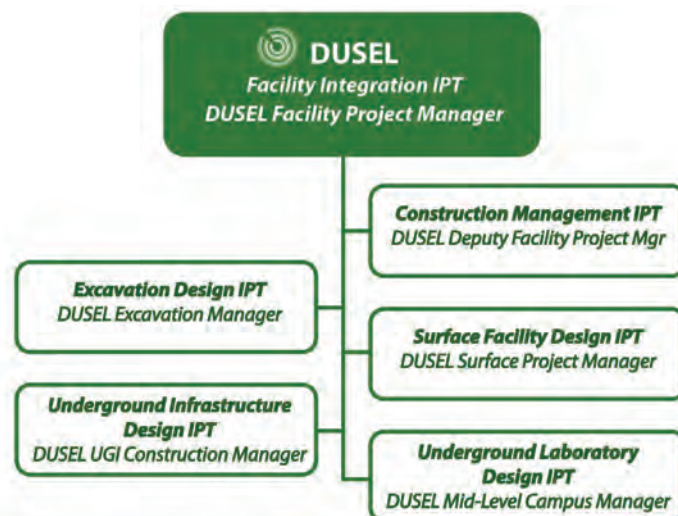 DUSEL
Facility Integration IPT
DUSEL Facility Project Manager
Construction Management IPT
DUSEL Deputy Facility Project Mgr
Excavation Design IPT
DUSEL Excavation Manager
Surface Facility Design IPT
DUSEL Surface Project Manager
Underground Infrastructure
Design IPT
DUSEL UGI Construction Manager
Underground Laboratory
Design IPT
DUSEL Mid-Level Campus Manager